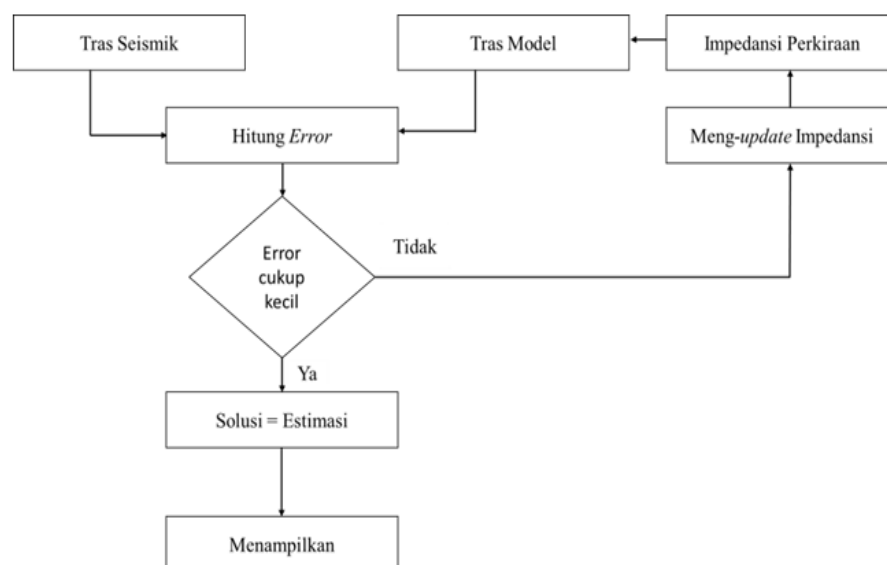 Tras Seismik
Tras Model
Impedansi Perkiraan
Hitung Error
Meng-update Impedansi
Error
cukup
kecil
Tidak
Ya
Solusi = Estimasi
Menampilkan